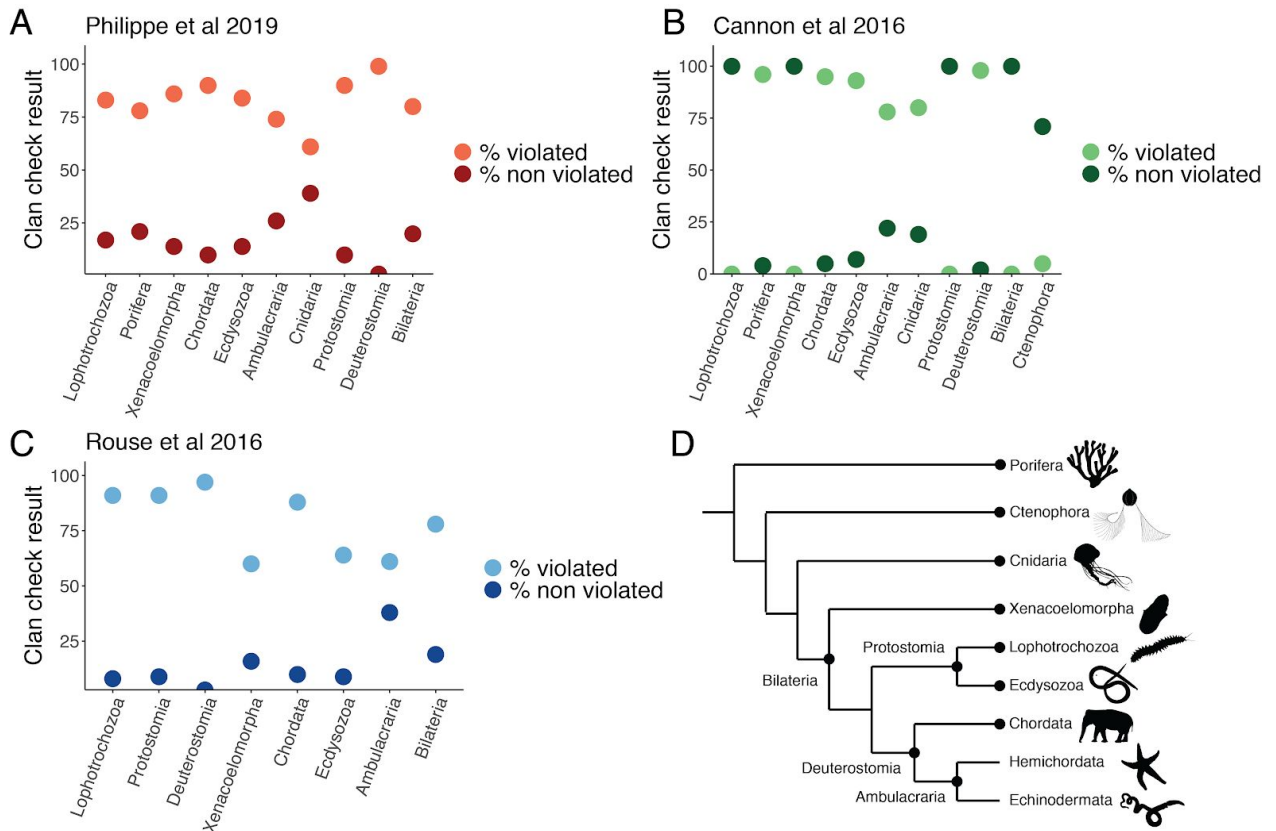 A
Philippe et al 2019
Clan check result
100
75
50
25
% violated
% non violated
Lophotrochozoa
Porifera
Xenacoelomorpha
Chordata
Ecdysozoa
Ambulacraria
Cnidaria
Protostomia
Deuterostomia
Bilateria
B
Cannon et al 2016
Clan check result
100
75
50
25
0
% violated
% non violated
Lophotrochozoa
Porifera
Xenacoelomorpha
Chordata
Ecdysozoa
Ambulacraria
Cnidaria
Protostomia
Deuterostomia
Bilateria
Ctenophora
C
Rouse et al 2016
Clan check result
100
75
50
25
% violated
% non violated
Lophotrochozoa
Protostomia
Deuterostomia
Xenacoelomorpha
Chordata
Ecdysozoa
Ambulacraria
Bilateria
D
Porifera
Ctenophora
Cnidaria
Xenacoelomorpha
Protostomia
Lophotrochozoa
Bilateria
Ecdysozoa
Chordata
Deuterostomia
Hemichordata
Ambulacraria
Echinodermata